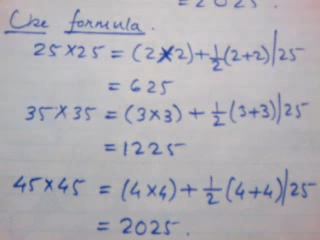 = 2025.
Use formula.
25×25 = (2×2)+½(2+2)|25
= 625
35×35 = (3×3) + ½(3+3)|25
= 1225
45×45 = (4×4)+½(4+4)|25
= 2025.